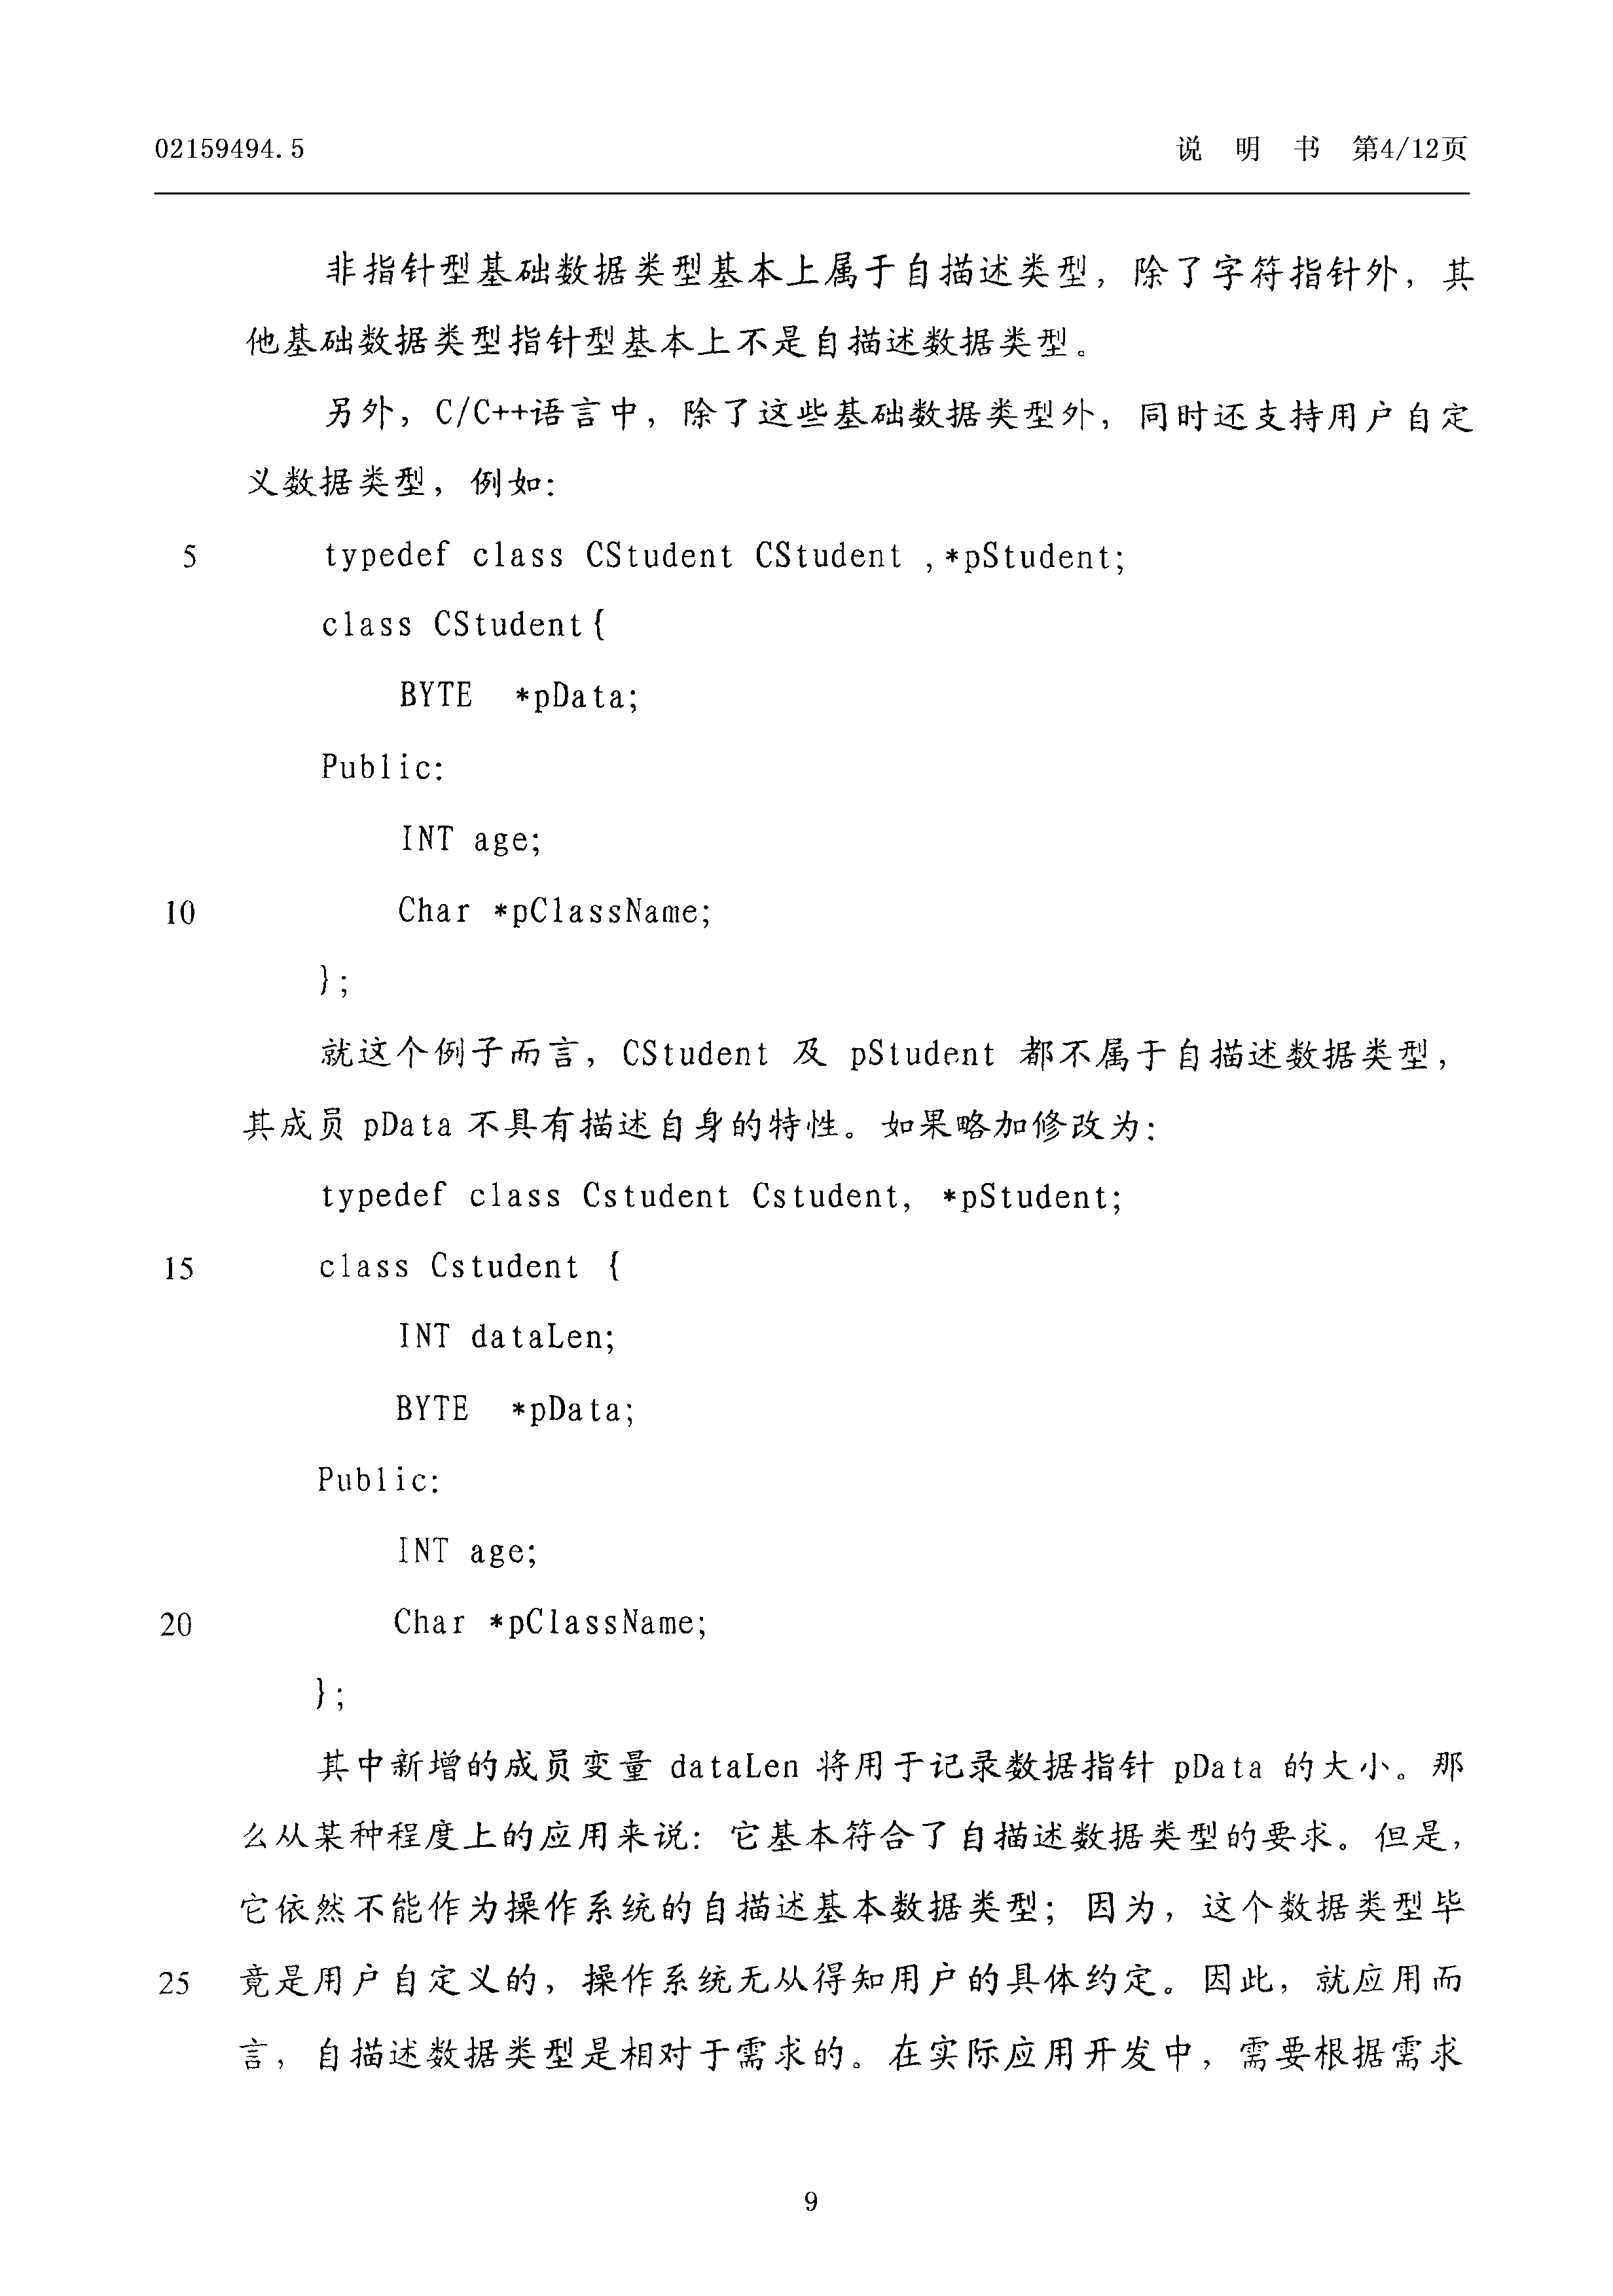 02159494.5 说 明 书 第4/12页
非指针型基础数据类型基本上属于自描述类型，除了字符指针外，其
他基础数据类型指针型基本上不是自描述数据类型。
另外，C/C++语言中，除了这些基础数据类型外，同时还支持用户自定
义数据类型，例如：
5 typedef class CStudent CStudent ,*pStudent;
class CStudent{
BYTE *pData;
Public:
INT age;
10 Char *pClassName;
};
就这个例子而言，CStudent 及 pStudent 都不属于自描述数据类型，
其成员 pData 不具有描述自身的特性。如果略加修改为：
typedef class Cstudent Cstudent, *pStudent;
15 class Cstudent {
INT dataLen;
BYTE *pData;
Public:
INT age;
20 Char *pClassName;
};
其中新增的成员变量 dataLen 将用于记录数据指针 pData 的大小。那
么从某种程度上的应用来说：它基本符合了自描述数据类型的要求。但是，
它依然不能作为操作系统的自描述基本数据类型；因为，这个数据类型毕
25 竟是用户自定义的，操作系统无从得知用户的具体约定。因此，就应用而
言，自描述数据类型是相对于需求的。在实际应用开发中，需要根据需求
9